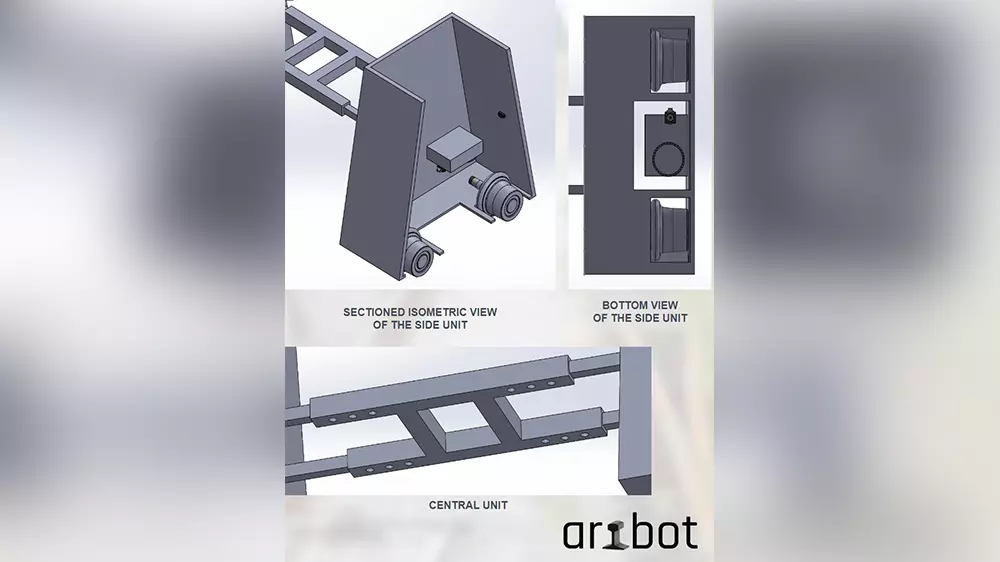 SECTIONED ISOMETRIC VIEW
OF THE SIDE UNIT
BOTTOM VIEW
OF THE SIDE UNIT
CENTRAL UNIT
aribot